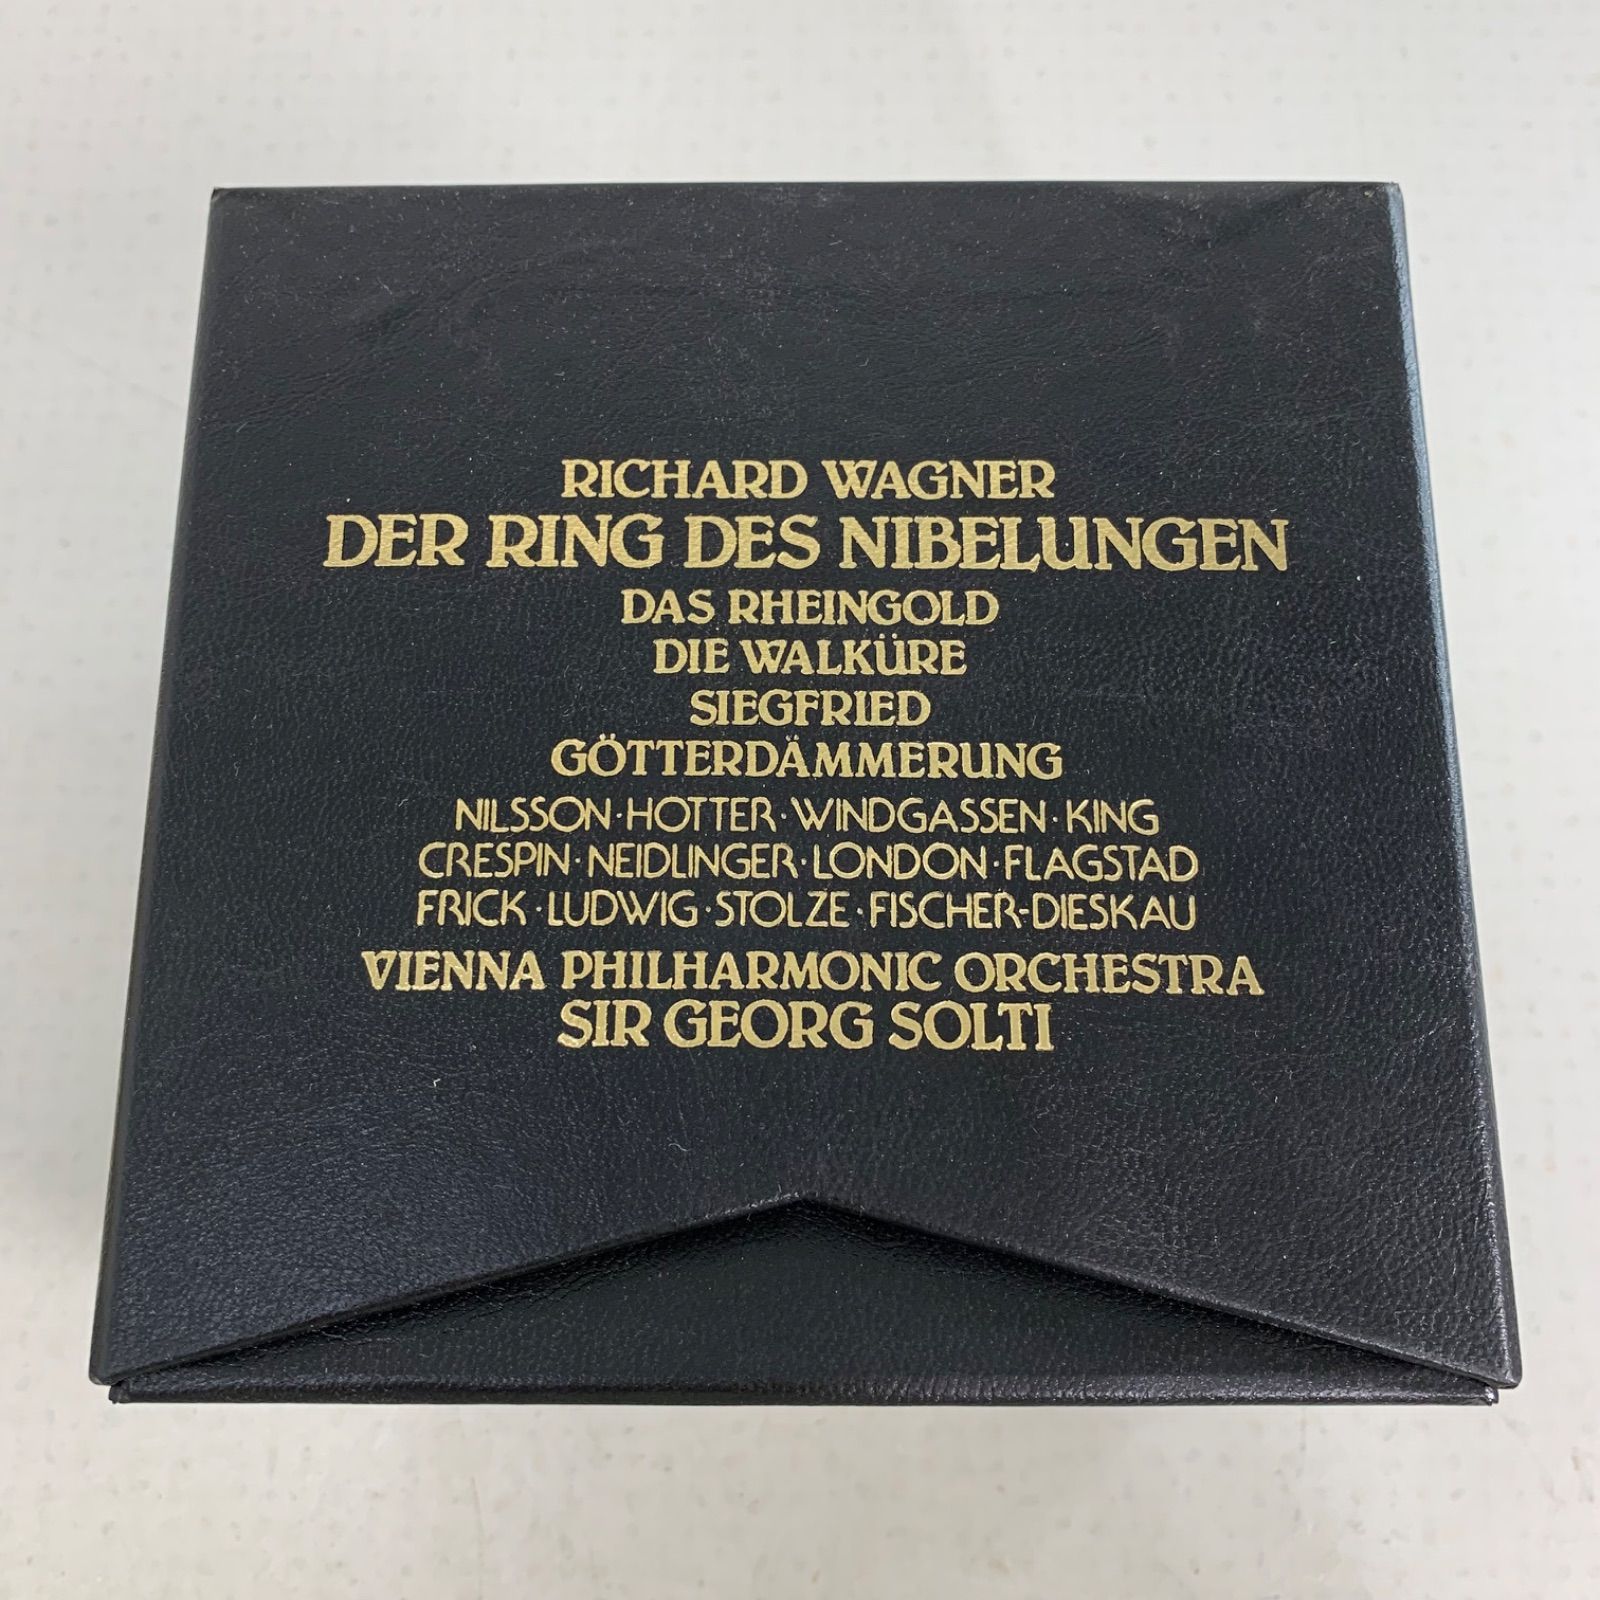 RICHARD WAGNER
DER RING DES NIBELUNGEN
DAS RHEINGOLD
DIE WALKÜRE
SIEGFRIED
GÖTTERDÄMMERUNG
NILSSON·HOTTER·WINDGASSEN·KING
CRESPIN·NEIDLINGER·LONDON·FLAGSTAD
FRICK·LUDWIG·STOLZE·FISCHER-DIESKAU
VIENNA PHILHARMONIC ORCHESTRA
SIR GEORG SOLTI